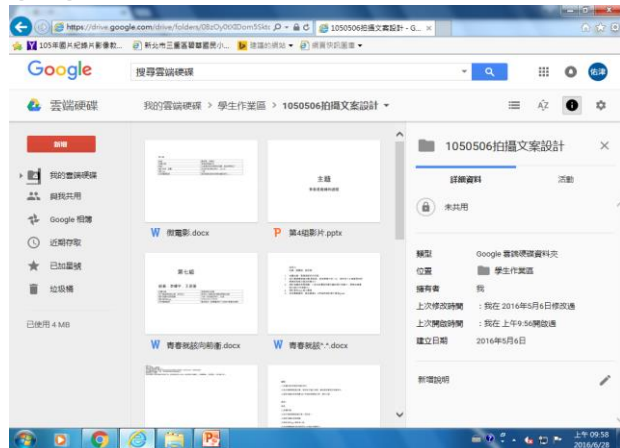 https://drive.google.com/drive/folders/
1050506拍攝文案設計 - G...
105年國片紀錄片影像教...
新北市三重區碧華國民小...
建議的網站
網頁快訊圖庫
Google
搜尋雲端硬碟
佑津
雲端硬碟
我的雲端硬碟 > 學生作業區 > 1050506拍攝文案設計
AZ
新增
我的雲端硬碟
與我共用
Google 相簿
近期存取
已加星號
垃圾桶
已使用 4 MB
W 微電影.docx
主題
P 第4組影片.pptx
第七組
W 青春就該向前衝.docx
W 青春就該*.*.docx
1050506拍攝文案設計
詳細資料 活動
未共用
類型 Google 雲端硬碟資料夾
位置 學生作業區
擁有者 我
上次修改時間 : 我在 2016年5月6日修改過
上次開啟時間 : 我在 上午9:56開啟過
建立日期 2016年5月6日
新增說明
上午 09:58
2016/6/28